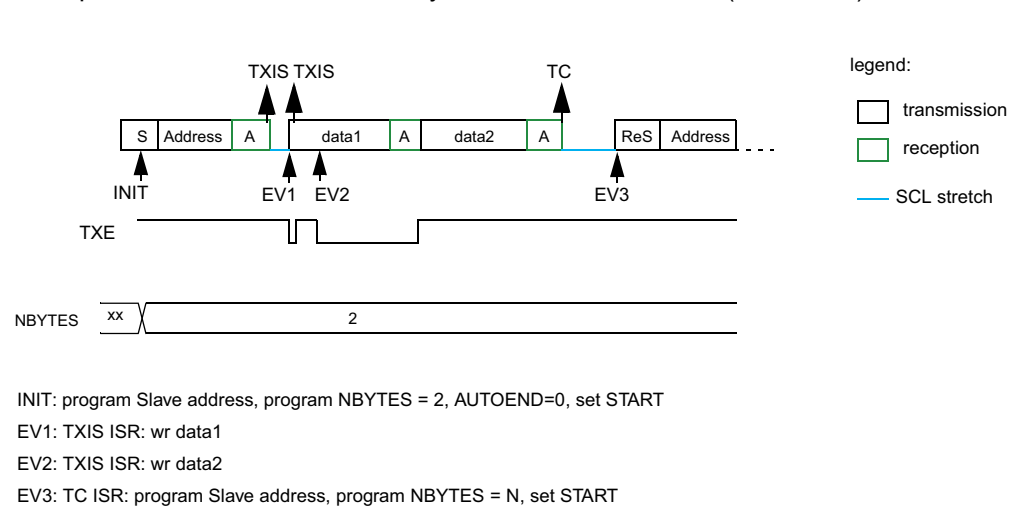 legend:
TXIS TXIS TC
transmission
S Address A data1 A data2 A ReS Address
reception
INIT EV1 EV2 EV3
SCL stretch
TXE
NBYTES xx 2
INIT: program Slave address, program NBYTES = 2, AUTOEND=0, set START
EV1: TXIS ISR: wr data1
EV2: TXIS ISR: wr data2
EV3: TC ISR: program Slave address, program NBYTES = N, set START